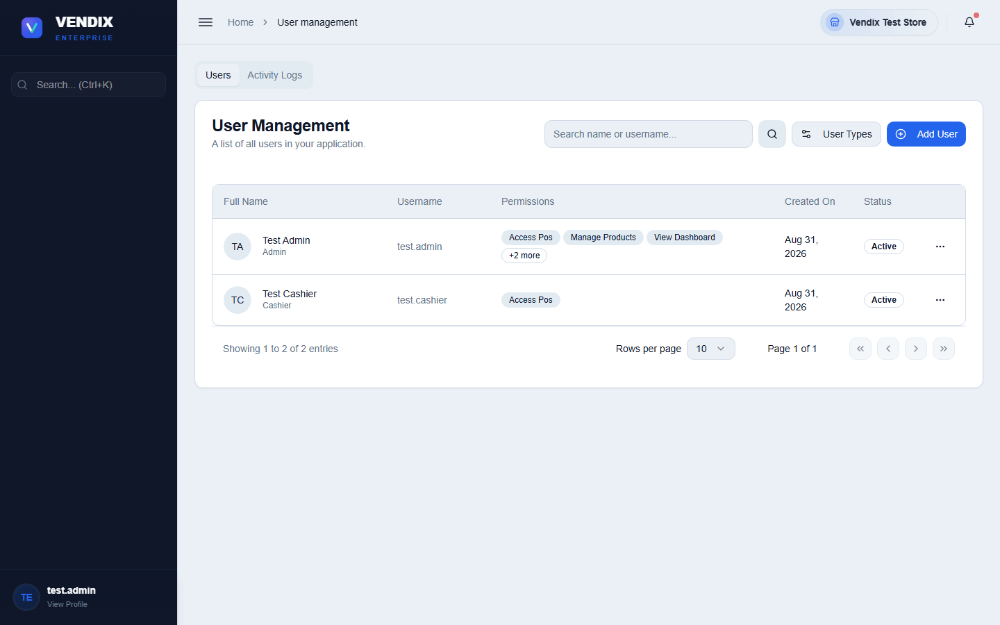 VENDIX
ENTERPRISE
Search... (Ctrl+K)
test.admin
View Profile
TE
Home
User management
Vendix Test Store
Users
Activity Logs
User Management
A list of all users in your application.
Search name or username...
User Types
Add User
Full Name
Username
Permissions
Created On
Status
TA
Test Admin
Admin
test.admin
Access Pos
Manage Products
View Dashboard
+2 more
Aug 31,
2026
Active
TC
Test Cashier
Cashier
test.cashier
Access Pos
Aug 31,
2026
Active
Showing 1 to 2 of 2 entries
Rows per page
10
Page 1 of 1